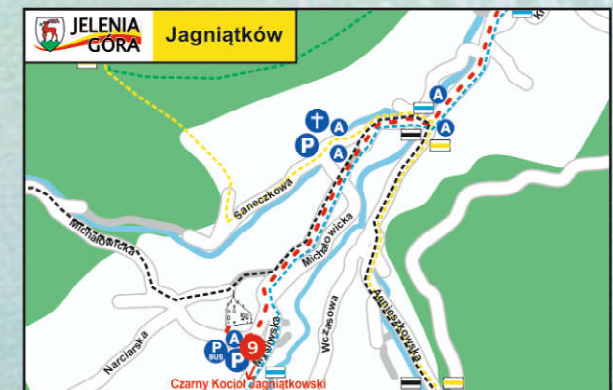 JELENIA
GÓRA
Jagniątków
A
A
A
A
P
Saneczkowa
Michałowicka
Michałowicka
Wczasowa
Agnieszkowska
Narciarska
P
BUS
A
P
9
Czarny Kocioł Jagniątkowski